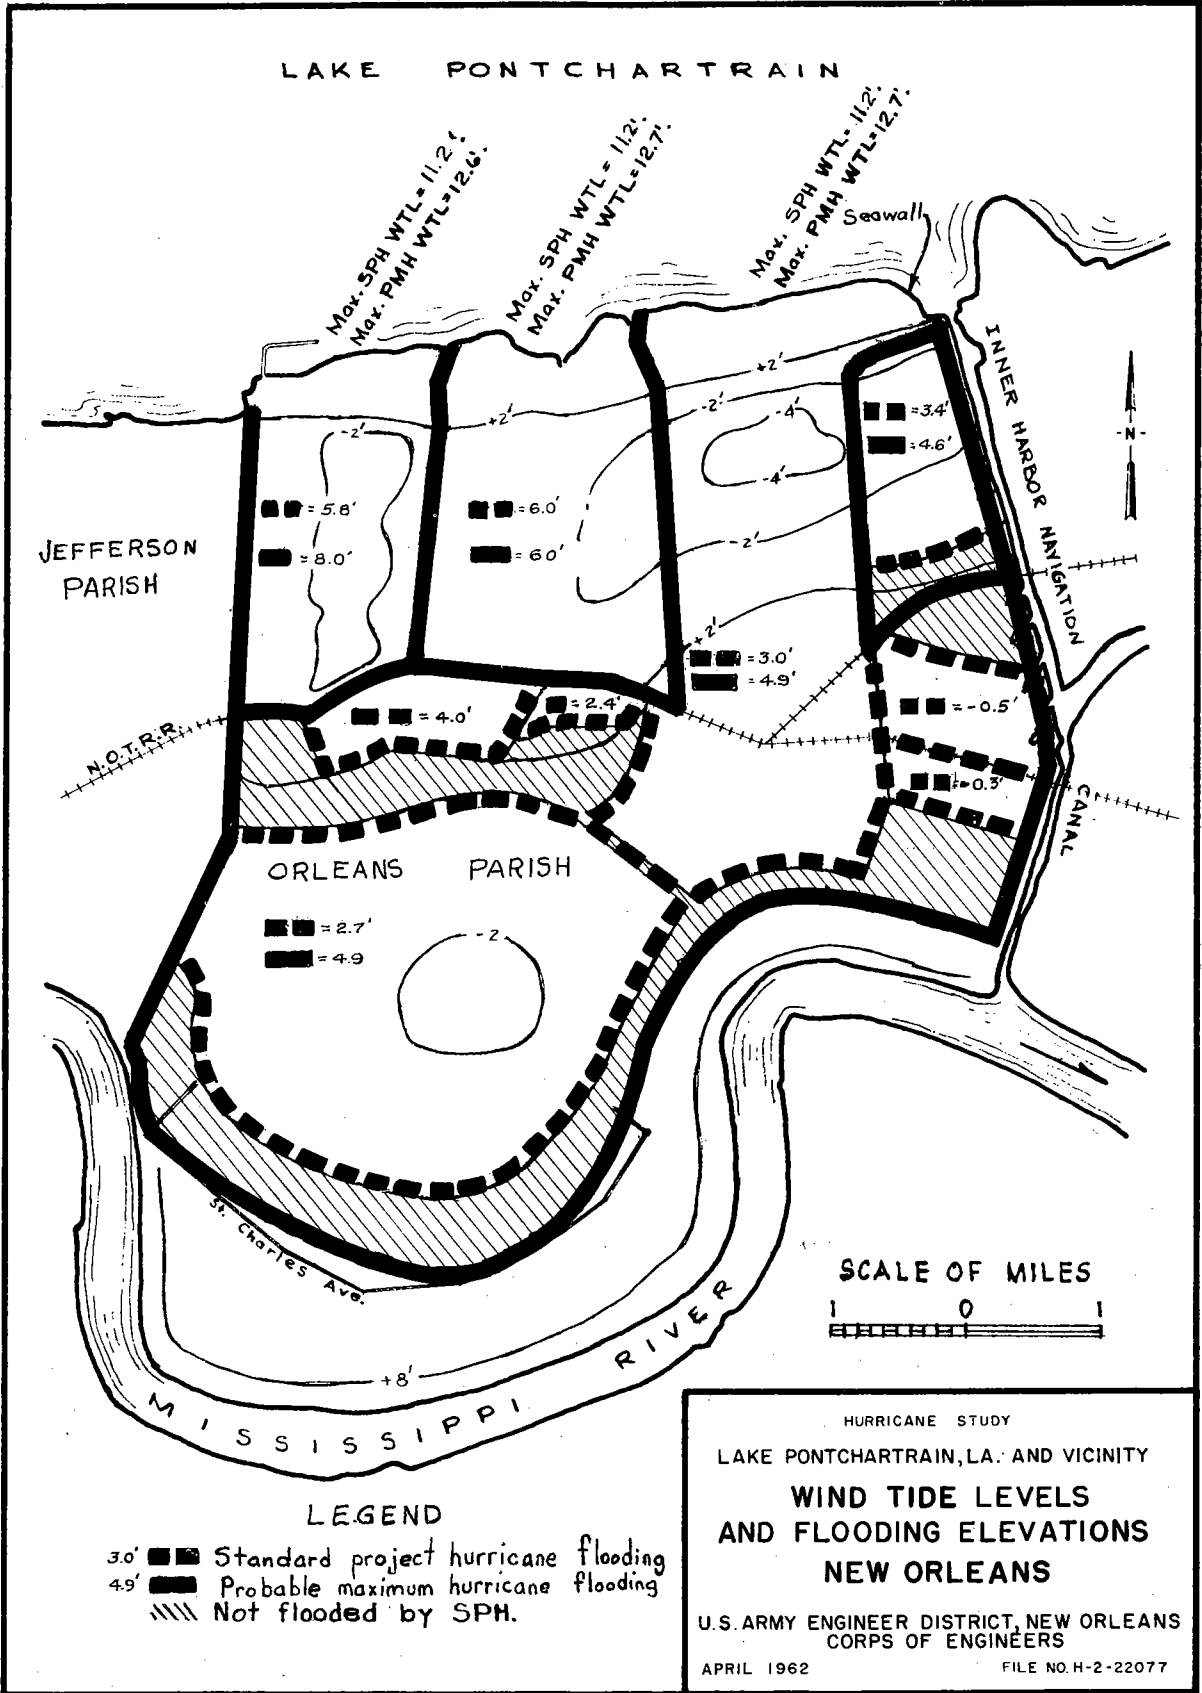 LAKE PONTCHARTRAIN
Max. SPH WTL= 11.2'.
Max. PMH WTL=12.6'.
Max. SPH WTL= 11.2'.
Max. PMH WTL=12.7'.
Max. SPH WTL= 11.2'.
Max. PMH WTL=12.7'.
Seawall
INNER HARBOR NAVIGATION
CANAL
-N-
+2'
+2'
-2'
-2'
-4'
-4'
-2'
+2'
= 3.4'
= 4.6'
= 5.8'
= 8.0'
= 6.0'
= 6.0'
JEFFERSON
PARISH
= 3.0'
= 4.9'
= 4.0'
= 2.4'
= -0.5'
= -0.3'
N.O.T.R.R.
ORLEANS PARISH
= 2.7'
= 4.9
-2
St. Charles Ave.
+8'
MISSISSIPPI RIVER
SCALE OF MILES
1 0 1
LEGEND
3.0' Standard project hurricane flooding
4.9' Probable maximum hurricane flooding
Not flooded by SPH.
HURRICANE STUDY
LAKE PONTCHARTRAIN, LA. AND VICINITY
WIND TIDE LEVELS
AND FLOODING ELEVATIONS
NEW ORLEANS
U.S. ARMY ENGINEER DISTRICT, NEW ORLEANS
CORPS OF ENGINEERS
APRIL 1962 FILE NO. H-2-22077